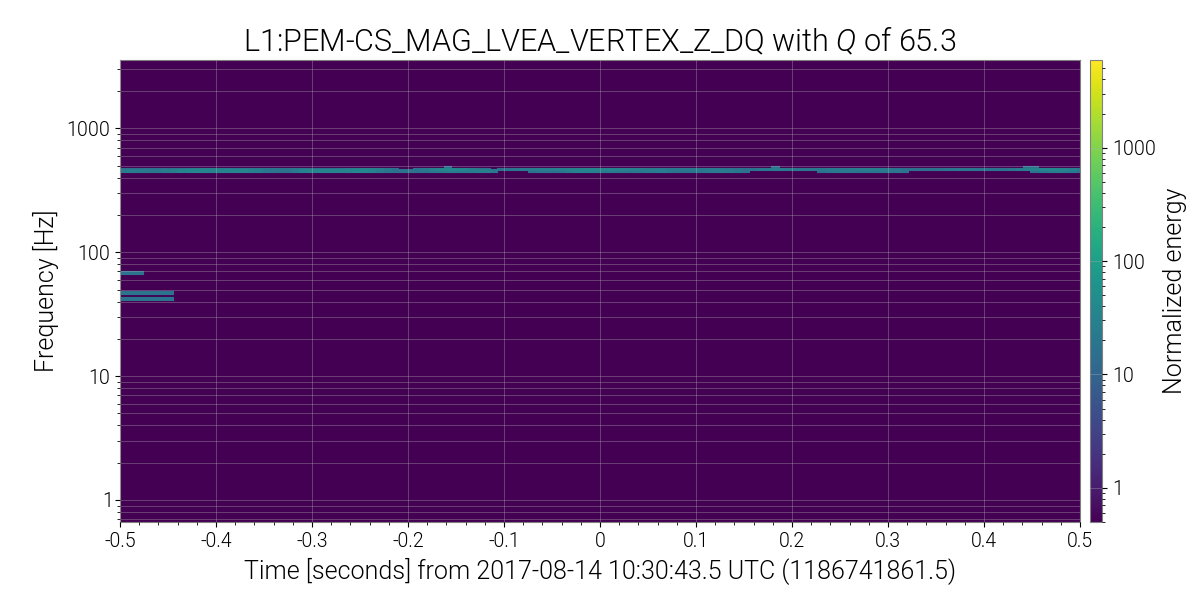 L1:PEM-CS_MAG_LVEA_VERTEX_Z_DQ with Q of 65.3
Frequency [Hz]
1000
100
10
1
-0.5 -0.4 -0.3 -0.2 -0.1 0 0.1 0.2 0.3 0.4 0.5
Time [seconds] from 2017-08-14 10:30:43.5 UTC (1186741861.5)
1000
100
10
1
Normalized energy